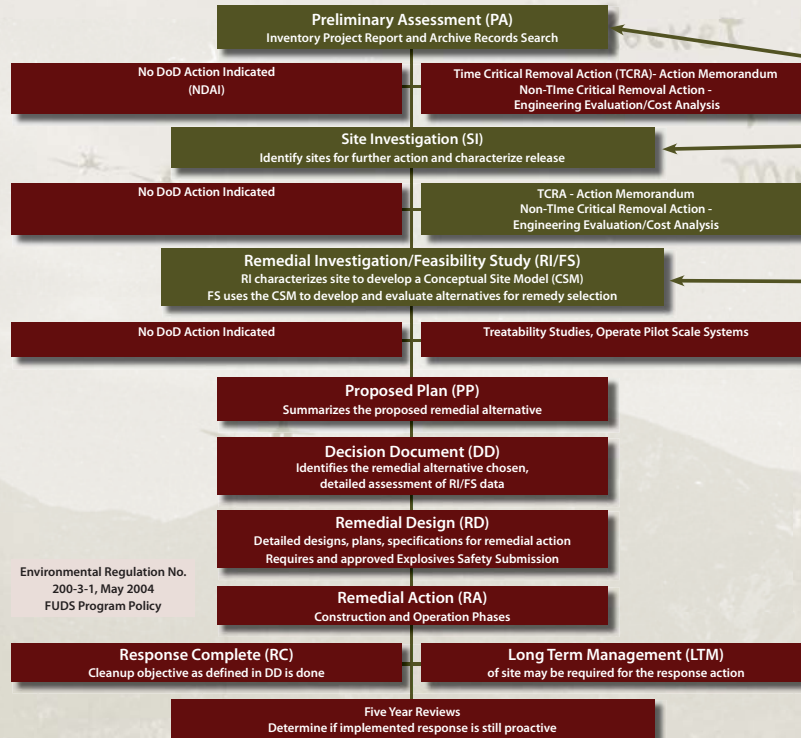 Preliminary Assessment (PA)
Inventory Project Report and Archive Records Search
No DoD Action Indicated
(NDAI)
Time Critical Removal Action (TCRA)- Action Memorandum
Non-TIme Critical Removal Action -
Engineering Evaluation/Cost Analysis
Site Investigation (SI)
Identify sites for further action and characterize release
No DoD Action Indicated
TCRA - Action Memorandum
Non-TIme Critical Removal Action -
Engineering Evaluation/Cost Analysis
Remedial Investigation/Feasibility Study (RI/FS)
RI characterizes site to develop a Conceptual Site Model (CSM)
FS uses the CSM to develop and evaluate alternatives for remedy selection
No DoD Action Indicated
Treatability Studies, Operate Pilot Scale Systems
Proposed Plan (PP)
Summarizes the proposed remedial alternative
Decision Document (DD)
Identifies the remedial alternative chosen,
detailed assessment of RI/FS data
Remedial Design (RD)
Detailed designs, plans, specifications for remedial action
Requires and approved Explosives Safety Submission
Environmental Regulation No.
200-3-1, May 2004
FUDS Program Policy
Remedial Action (RA)
Construction and Operation Phases
Response Complete (RC)
Cleanup objective as defined in DD is done
Long Term Management (LTM)
of site may be required for the response action
Five Year Reviews
Determine if implemented response is still proactive